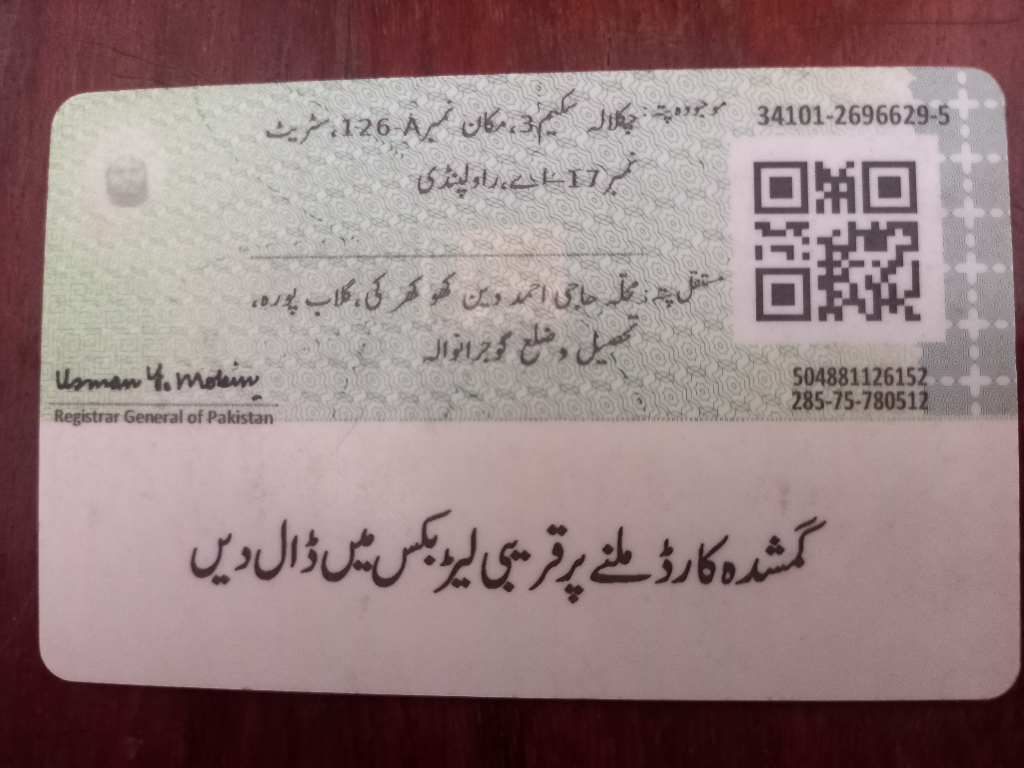 موجودہ پتہ: چکلالہ سکیم 3، مکان نمبر 126-A، سٹریٹ
نمبر 17-اے، راولپنڈی
34101-2696629-5
مستقل پتہ: محلہ حاجی احمد دین کھوکھر کی، گلاب پورہ،
تحصیل و ضلع گوجرانوالہ
Usman Y. Mobin
Registrar General of Pakistan
504881126152
285-75-780512
گمشدہ کارڈ ملنے پر قریبی لیٹر بکس میں ڈال دیں